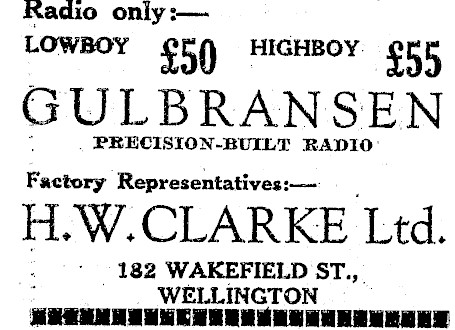 Radio only:—
LOWBOY £50 HIGHBOY £55
GULBRANSEN
PRECISION-BUILT RADIO
Factory Representatives:—
H.W. CLARKE Ltd.
182 WAKEFIELD ST.,
WELLINGTON